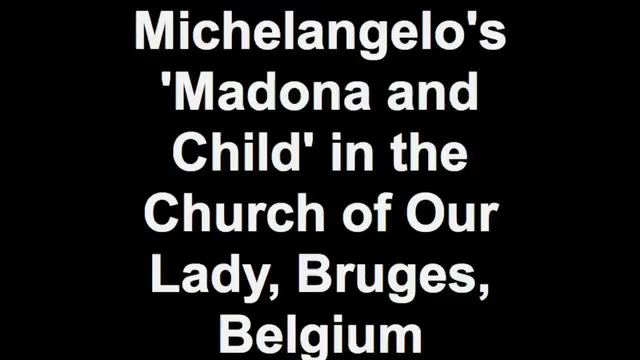 Michelangelo's
'Madona and
Child' in the
Church of Our
Lady, Bruges,
Belgium